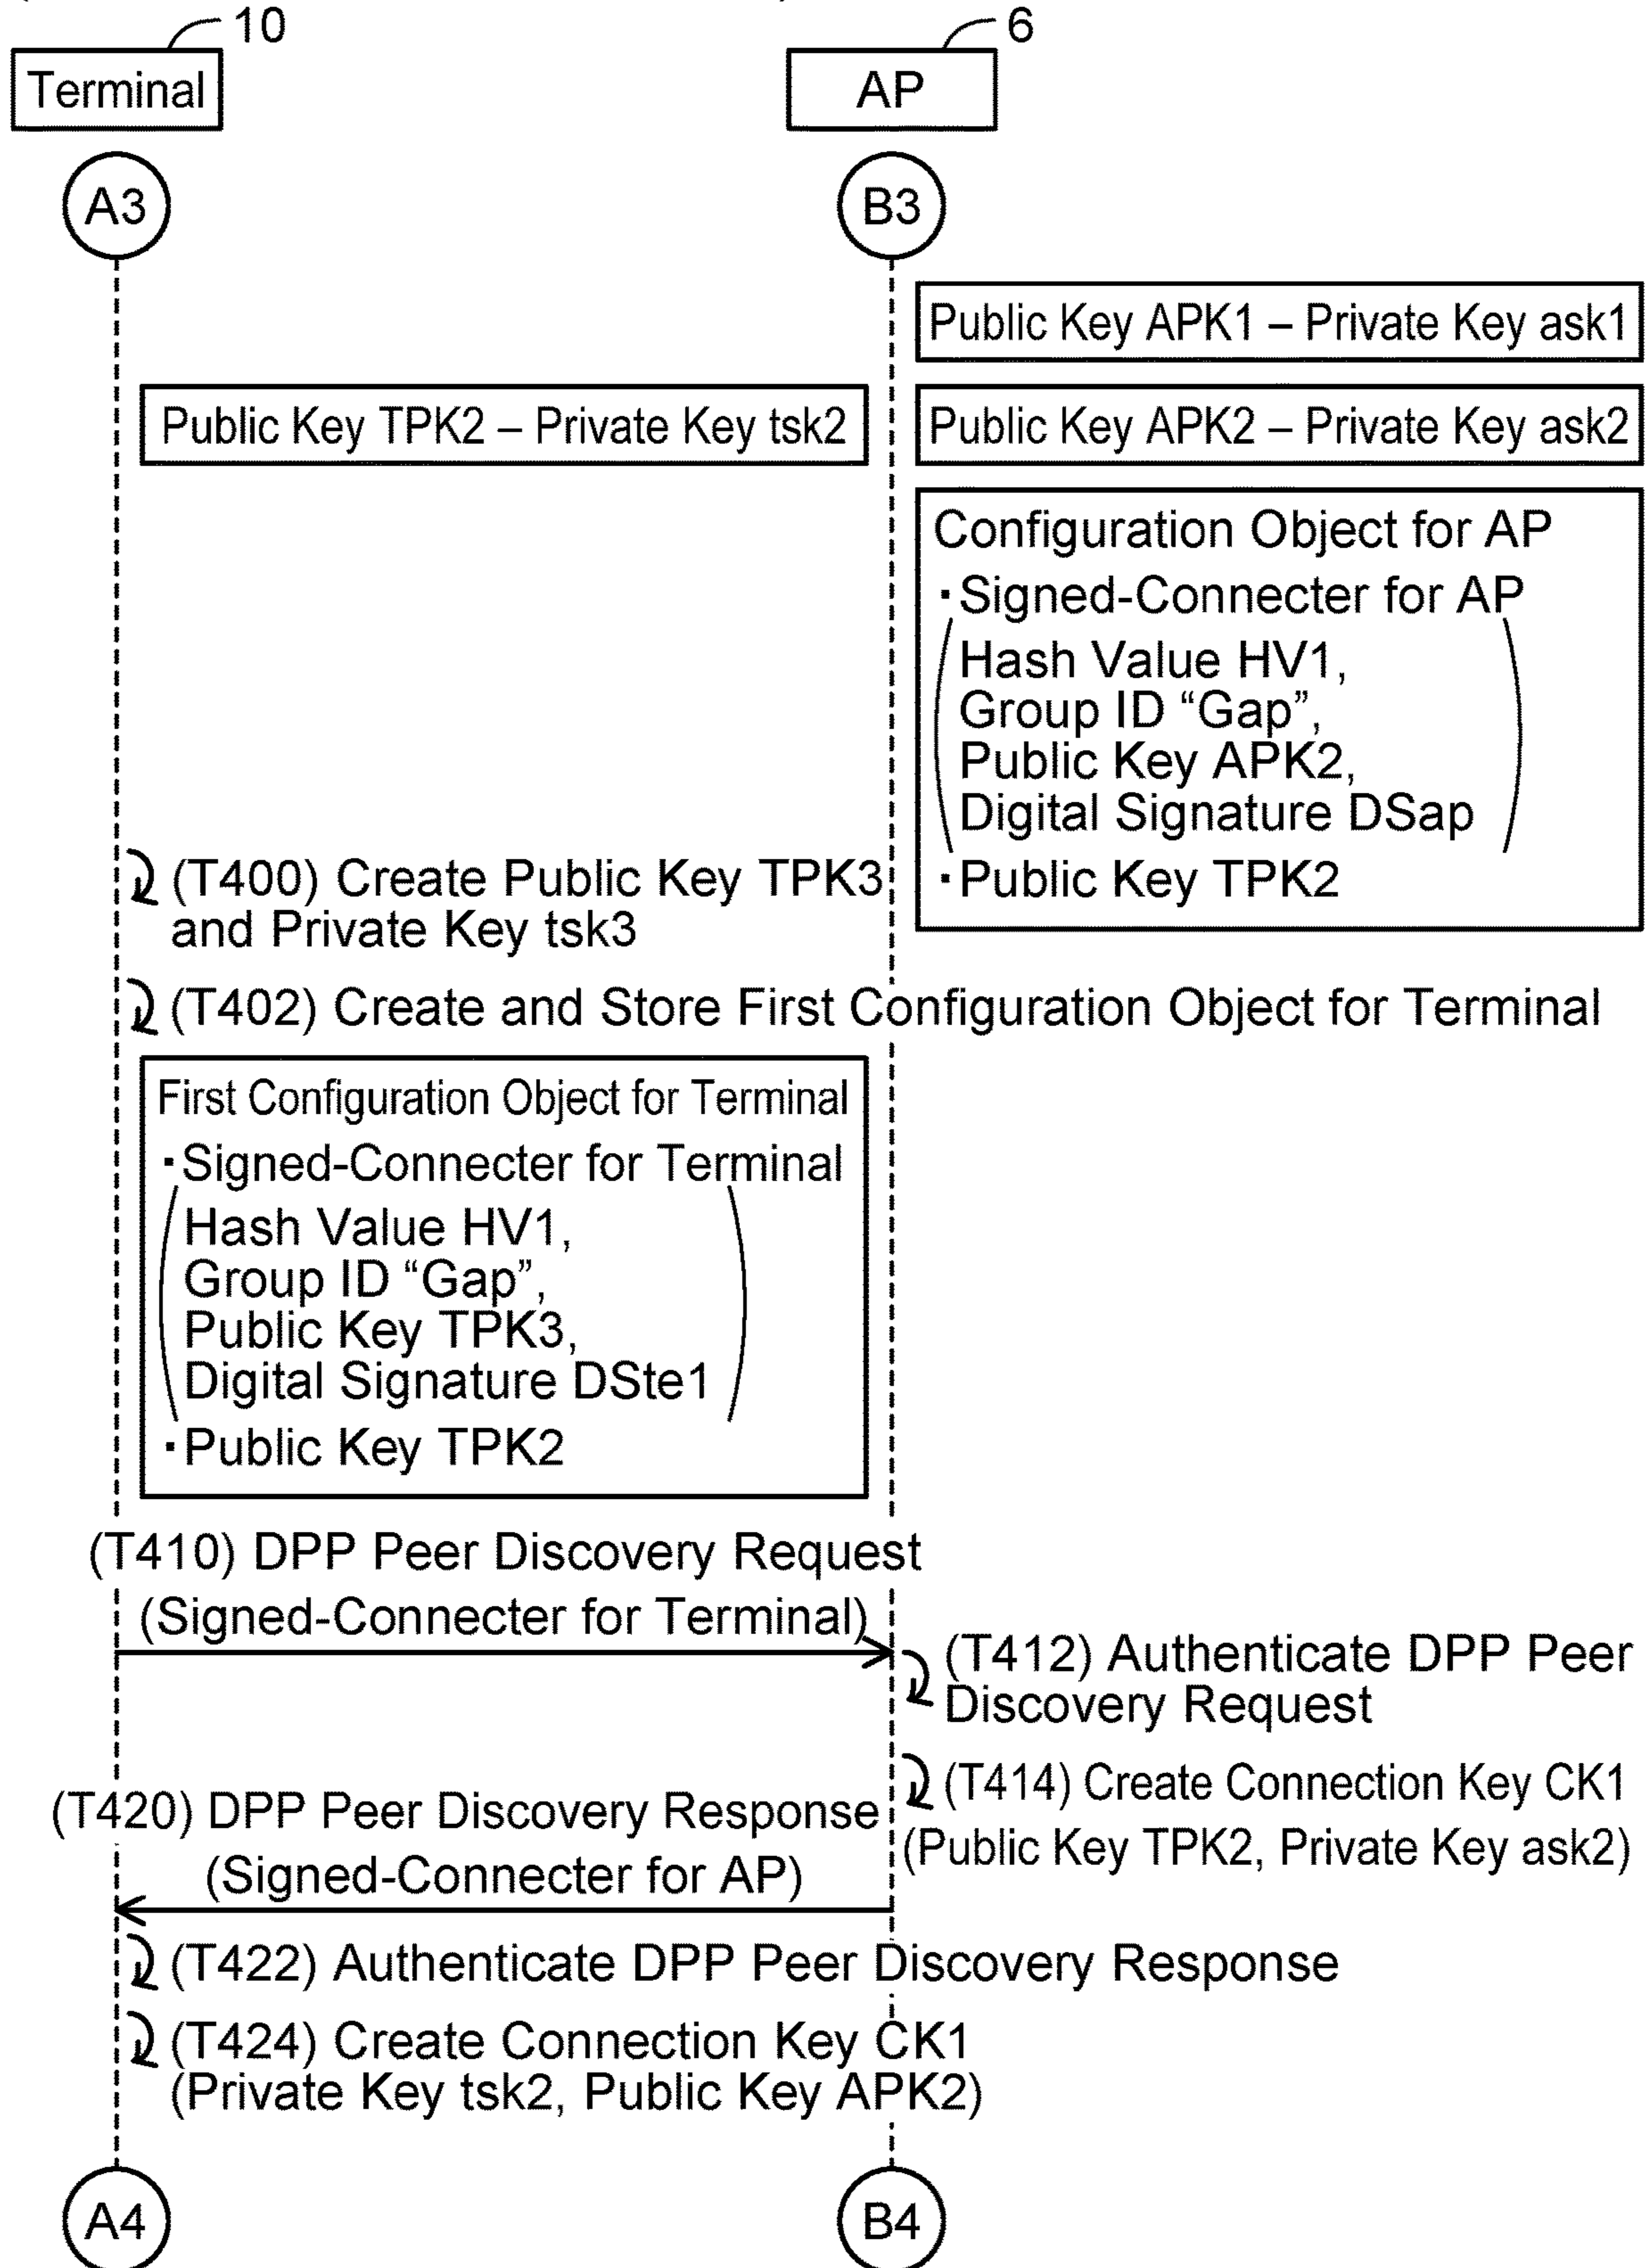 10
6
Terminal
AP
A3
B3
Public Key APK1 – Private Key ask1
Public Key TPK2 – Private Key tsk2
Public Key APK2 – Private Key ask2
Configuration Object for AP
・Signed-Connecter for AP
Hash Value HV1,
Group ID “Gap”,
Public Key APK2,
Digital Signature DSap
・Public Key TPK2
(T400) Create Public Key TPK3
and Private Key tsk3
(T402) Create and Store First Configuration Object for Terminal
First Configuration Object for Terminal
・Signed-Connecter for Terminal
Hash Value HV1,
Group ID “Gap”,
Public Key TPK3,
Digital Signature DSte1
・Public Key TPK2
(T410) DPP Peer Discovery Request
(Signed-Connecter for Terminal)
(T412) Authenticate DPP Peer
Discovery Request
(T414) Create Connection Key CK1
(Public Key TPK2, Private Key ask2)
(T420) DPP Peer Discovery Response
(Signed-Connecter for AP)
(T422) Authenticate DPP Peer Discovery Response
(T424) Create Connection Key CK1
(Private Key tsk2, Public Key APK2)
A4
B4